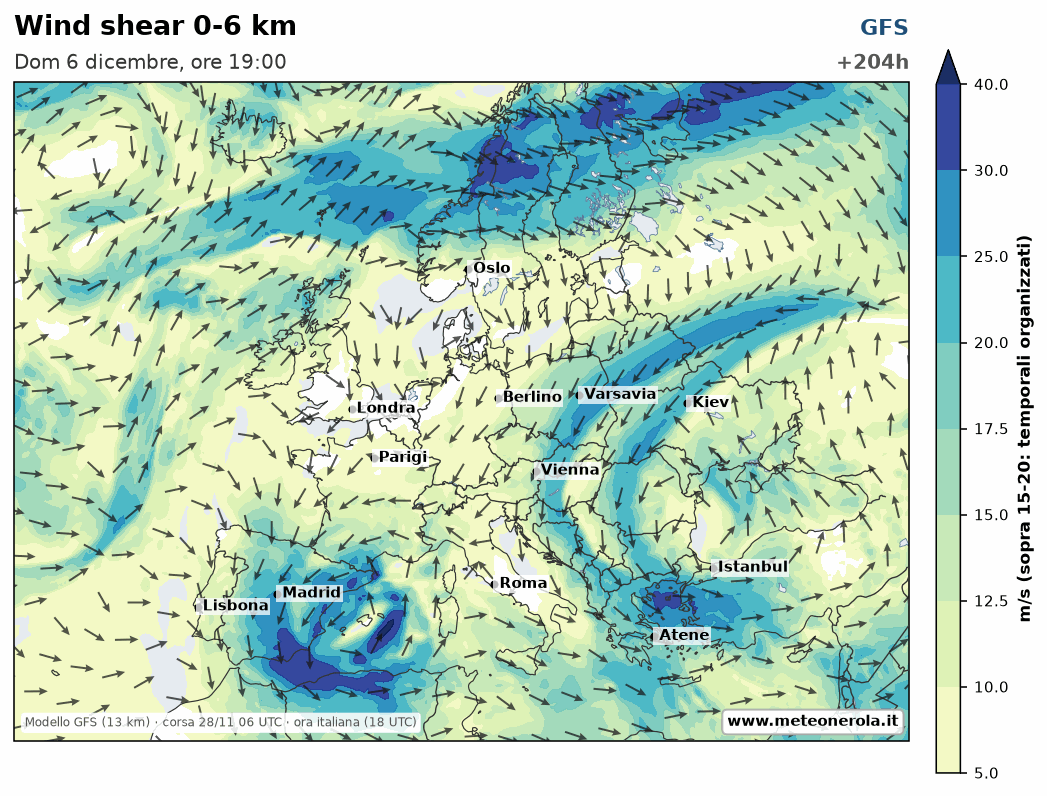 Wind shear 0-6 km
GFS
Dom 6 dicembre, ore 19:00
+204h
40.0
30.0
25.0
20.0
17.5
15.0
12.5
10.0
5.0
m/s (sopra 15-20: temporali organizzati)
Oslo
Berlino
Varsavia
Kiev
Londra
Parigi
Vienna
Istanbul
Roma
Madrid
Lisbona
Atene
Modello GFS (13 km) · corsa 28/11 06 UTC · ora italiana (18 UTC)
www.meteonerola.it